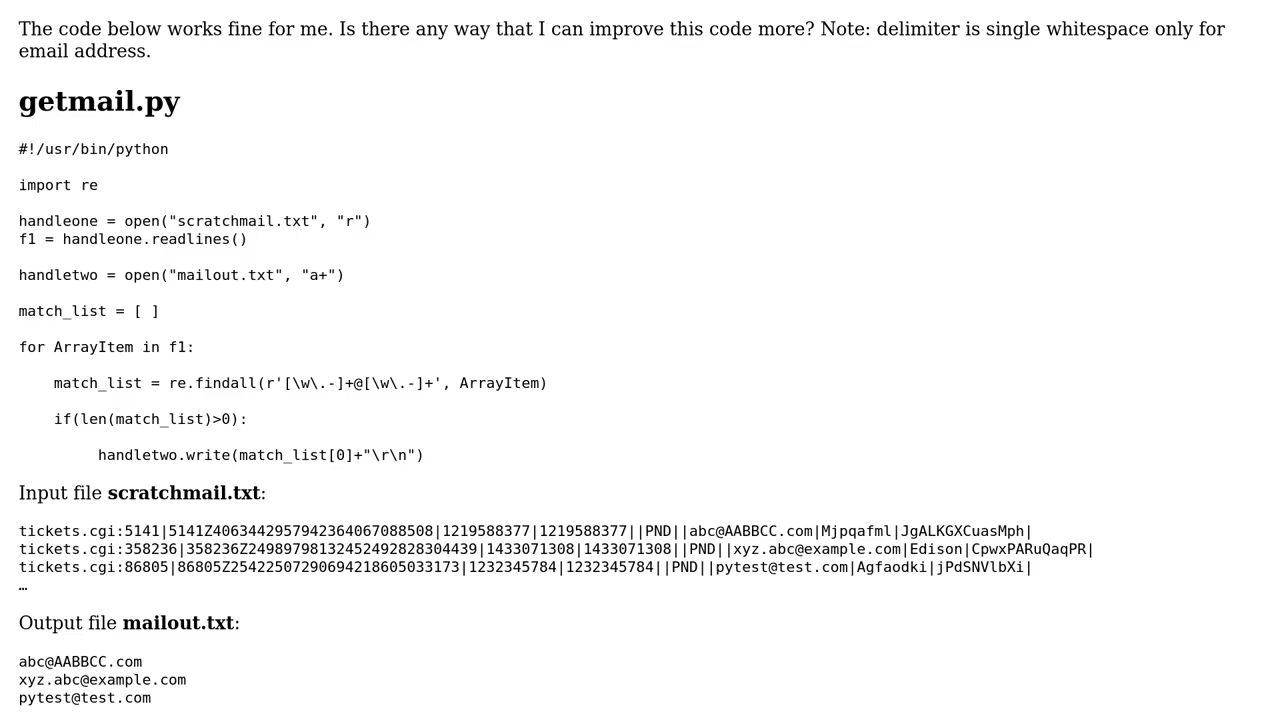 The code below works fine for me. Is there any way that I can improve this code more? Note: delimiter is single whitespace only for
email address.
getmail.py
#!/usr/bin/python
import re
handleone = open("scratchmail.txt", "r")
f1 = handleone.readlines()
handletwo = open("mailout.txt", "a+")
match_list = [ ]
for ArrayItem in f1:
    match_list = re.findall(r'[\w\.-]+@[\w\.-]+', ArrayItem)
    if(len(match_list)>0):
         handletwo.write(match_list[0]+"\r\n")
Input file scratchmail.txt:
tickets.cgi:5141|5141Z4063442957942364067088508|1219588377|1219588377||PND||abc@AABBCC.com|Mjpqafml|JgALKGXCuasMph|
tickets.cgi:358236|358236Z24989798132452492828304439|1433071308|1433071308||PND||xyz.abc@example.com|Edison|CpwxPARuQaqPR|
tickets.cgi:86805|86805Z25422507290694218605033173|1232345784|1232345784||PND||pytest@test.com|Agfaodki|jPdSNVlbXi|
…
Output file mailout.txt:
abc@AABBCC.com
xyz.abc@example.com
pytest@test.com